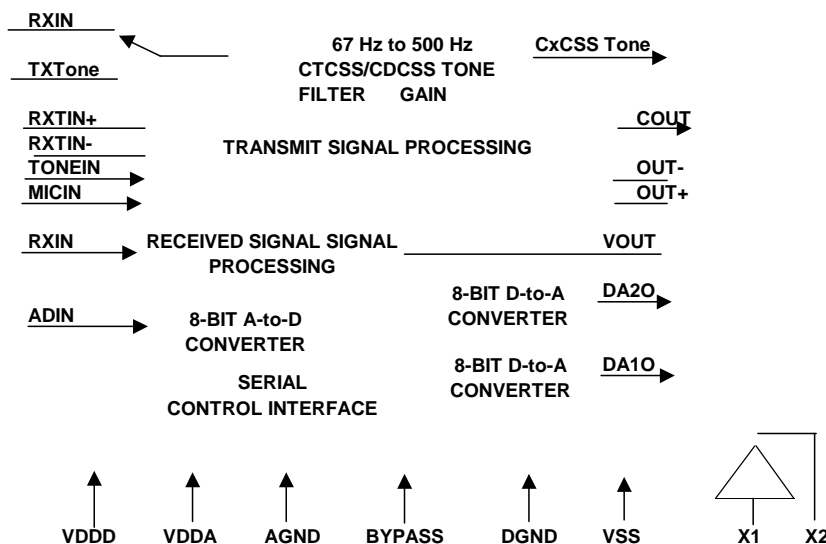 RXIN
67 Hz to 500 Hz
CxCSS Tone
TXTone
CTCSS/CDCSS TONE
FILTER GAIN
RXTIN+
COUT
RXTIN-
TRANSMIT SIGNAL PROCESSING
TONEIN
OUT-
MICIN
OUT+
RXIN
RECEIVED SIGNAL SIGNAL
PROCESSING
VOUT
8-BIT D-to-A
CONVERTER
DA2O
ADIN
8-BIT A-to-D
CONVERTER
8-BIT D-to-A
CONVERTER
DA1O
SERIAL
CONTROL INTERFACE
VDDD
VDDA
AGND
BYPASS
DGND
VSS
X1
X2